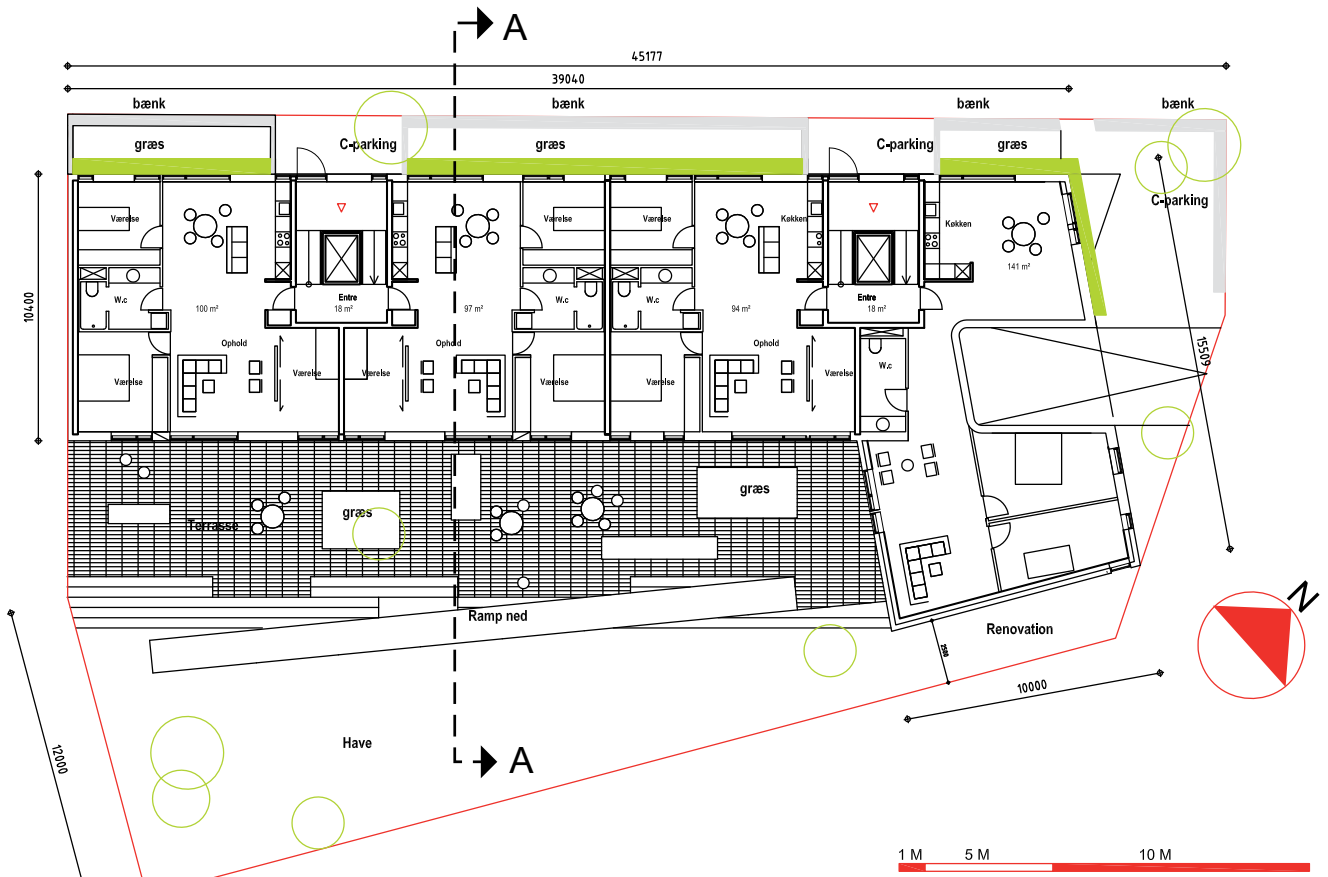 A
45177
39040
bænk
bænk
bænk
bænk
græs
C-parking
græs
C-parking
græs
C-parking
Værelse
Værelse
Værelse
Køkken
Køkken
141 m²
10400
W.c
100 m²
Entre
18 m²
97 m²
W.c
94 m²
Entre
18 m²
Ophold
Ophold
Ophold
15509
Værelse
Værelse
Værelse
Værelse
Værelse
Værelse
W.c
græs
græs
Terrasse
Ramp ned
Renovation
N
2500
10000
12000
Have
A
1 M
5 M
10 M